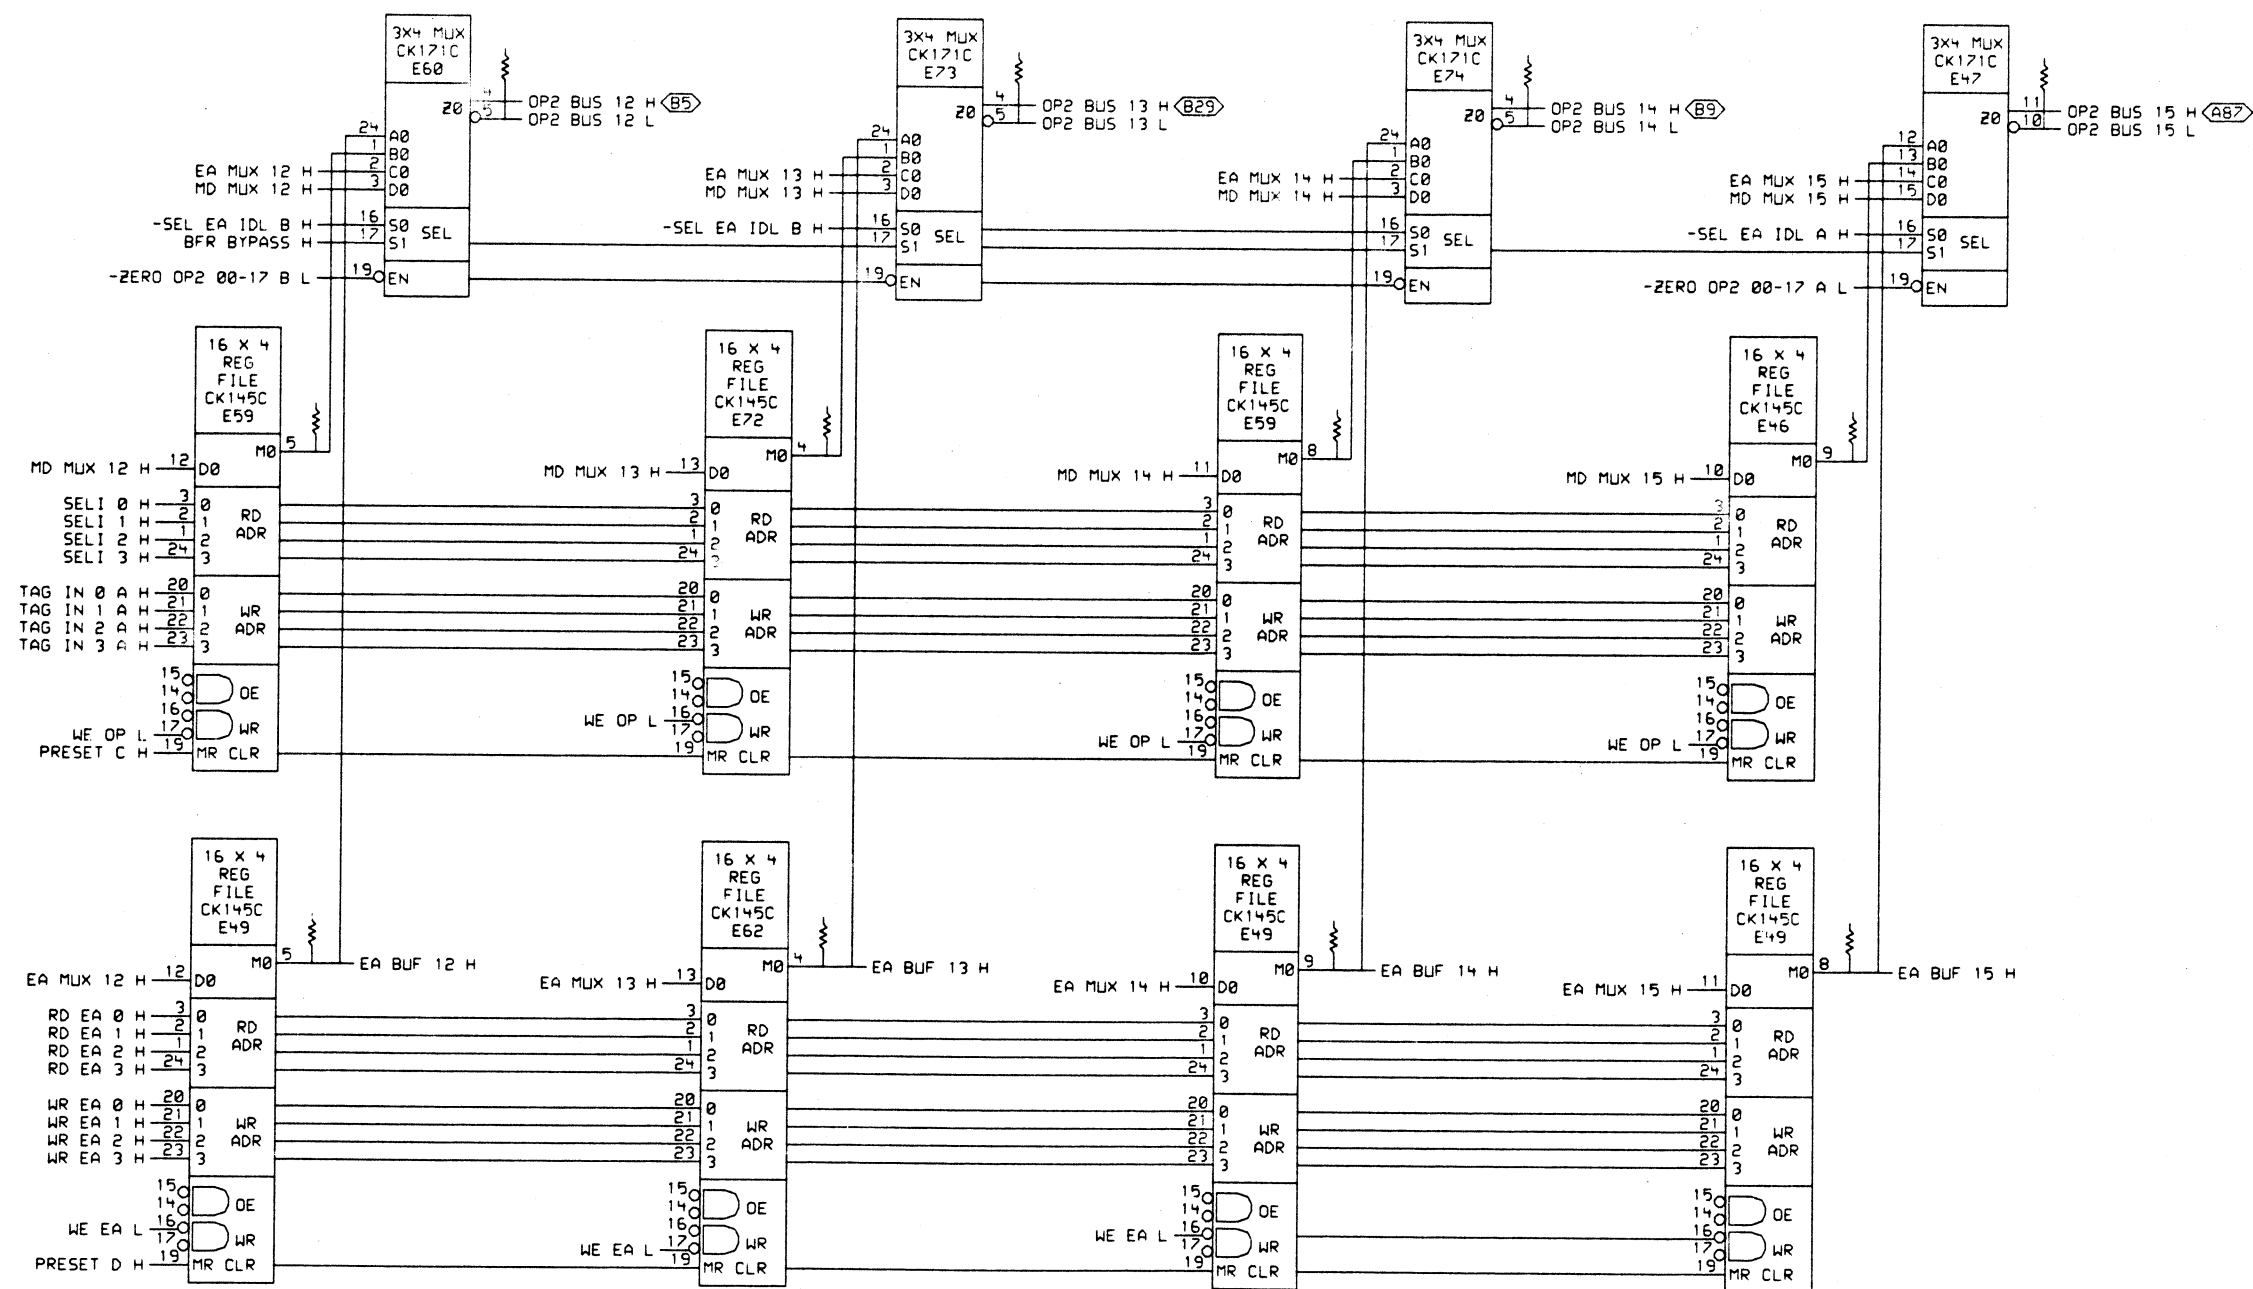 3X4 MUX
CK171C
E60
Z0
4 OP2 BUS 12 H B5
5 OP2 BUS 12 L
24 A0
1 B0
EA MUX 12 H 2 C0
MD MUX 12 H 3 D0
-SEL EA IDL B H 16 S0 SEL
BFR BYPASS H 17 S1
-ZERO OP2 00-17 B L 19 EN
3X4 MUX
CK171C
E73
Z0
4 OP2 BUS 13 H B29
5 OP2 BUS 13 L
24 A0
1 B0
EA MUX 13 H 2 C0
MD MUX 13 H 3 D0
-SEL EA IDL B H 16 S0 SEL
17 S1
19 EN
3X4 MUX
CK171C
E74
Z0
4 OP2 BUS 14 H B9
5 OP2 BUS 14 L
24 A0
1 B0
EA MUX 14 H 2 C0
MD MUX 14 H 3 D0
16 S0 SEL
17 S1
19 EN
3X4 MUX
CK171C
E47
Z0
11 OP2 BUS 15 H A87
10 OP2 BUS 15 L
12 A0
13 B0
EA MUX 15 H 14 C0
MD MUX 15 H 15 D0
-SEL EA IDL A H 16 S0 SEL
17 S1
-ZERO OP2 00-17 A L 19 EN
16 X 4
REG
FILE
CK145C
E59
M0 5
MD MUX 12 H 12 D0
SELI 0 H 3 0
SELI 1 H 2 1 RD
SELI 2 H 1 2 ADR
SELI 3 H 24 3
TAG IN 0 A H 20 0
TAG IN 1 A H 21 1 WR
TAG IN 2 A H 22 2 ADR
TAG IN 3 A H 23 3
15
14 OE
16
WE OP L 17 WR
PRESET C H 19 MR CLR
16 X 4
REG
FILE
CK145C
E72
M0 4
MD MUX 13 H 13 D0
3 0
2 1 RD
1 2 ADR
24 3
20 0
21 1 WR
22 2 ADR
23 3
15
14 OE
WE OP L 16
17 WR
19 MR CLR
16 X 4
REG
FILE
CK145C
E59
M0 8
MD MUX 14 H 11 D0
3 0
2 1 RD
1 2 ADR
24 3
20 0
21 1 WR
22 2 ADR
23 3
15
14 OE
16
WE OP L 17 WR
19 MR CLR
16 X 4
REG
FILE
CK145C
E46
M0 9
MD MUX 15 H 10 D0
3 0
2 1 RD
1 2 ADR
24 3
20 0
21 1 WR
22 2 ADR
23 3
15
14 OE
16
WE OP L 17 WR
19 MR CLR
16 X 4
REG
FILE
CK145C
E49
M0 5 EA BUF 12 H
EA MUX 12 H 12 D0
RD EA 0 H 3 0
RD EA 1 H 2 1 RD
RD EA 2 H 1 2 ADR
RD EA 3 H 24 3
WR EA 0 H 20 0
WR EA 1 H 21 1 WR
WR EA 2 H 22 2 ADR
WR EA 3 H 23 3
15
14 OE
WE EA L 16
17 WR
PRESET D H 19 MR CLR
16 X 4
REG
FILE
CK145C
E62
M0 4 EA BUF 13 H
EA MUX 13 H 13 D0
3 0
2 1 RD
1 2 ADR
24 3
20 0
21 1 WR
22 2 ADR
23 3
15
14 OE
16
WE EA L 17 WR
19 MR CLR
16 X 4
REG
FILE
CK145C
E49
M0 9 EA BUF 14 H
EA MUX 14 H 10 D0
3 0
2 1 RD
1 2 ADR
24 3
20 0
21 1 WR
22 2 ADR
23 3
15
14 OE
WE EA L 16
17 WR
19 MR CLR
16 X 4
REG
FILE
CK145C
E49
M0 8 EA BUF 15 H
EA MUX 15 H 11 D0
3 0
2 1 RD
1 2 ADR
24 3
20 0
21 1 WR
22 2 ADR
23 3
15
14 OE
16
17 WR
19 MR CLR